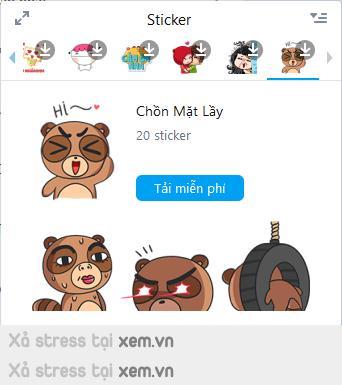 Sticker
Hi~
Chồn Mặt Lầy
20 sticker
Tải miễn phí
Xả stress tại xem.vn
Xả stress tại xem.vn